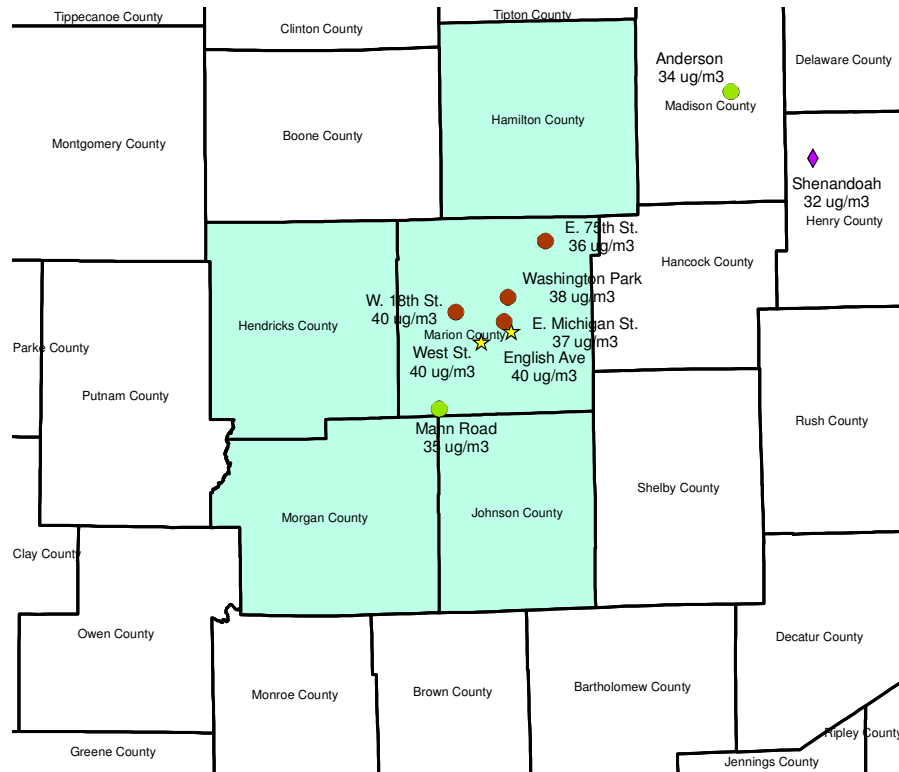 Tippecanoe County
Clinton County
Tipton County
Anderson
34 ug/m3
Delaware County
Madison County
Hamilton County
Boone County
Montgomery County
Shenandoah
32 ug/m3
Henry County
E. 75th St.
36 ug/m3
Hancock County
Washington Park
38 ug/m3
W. 18th St.
40 ug/m3
Hendricks County
Marion County
E. Michigan St.
37 ug/m3
Parke County
West St.
40 ug/m3
English Ave
40 ug/m3
Putnam County
Mann Road
35 ug/m3
Rush County
Shelby County
Morgan County
Johnson County
Clay County
Owen County
Decatur County
Monroe County
Brown County
Bartholomew County
Ripley County
Greene County
Jennings County